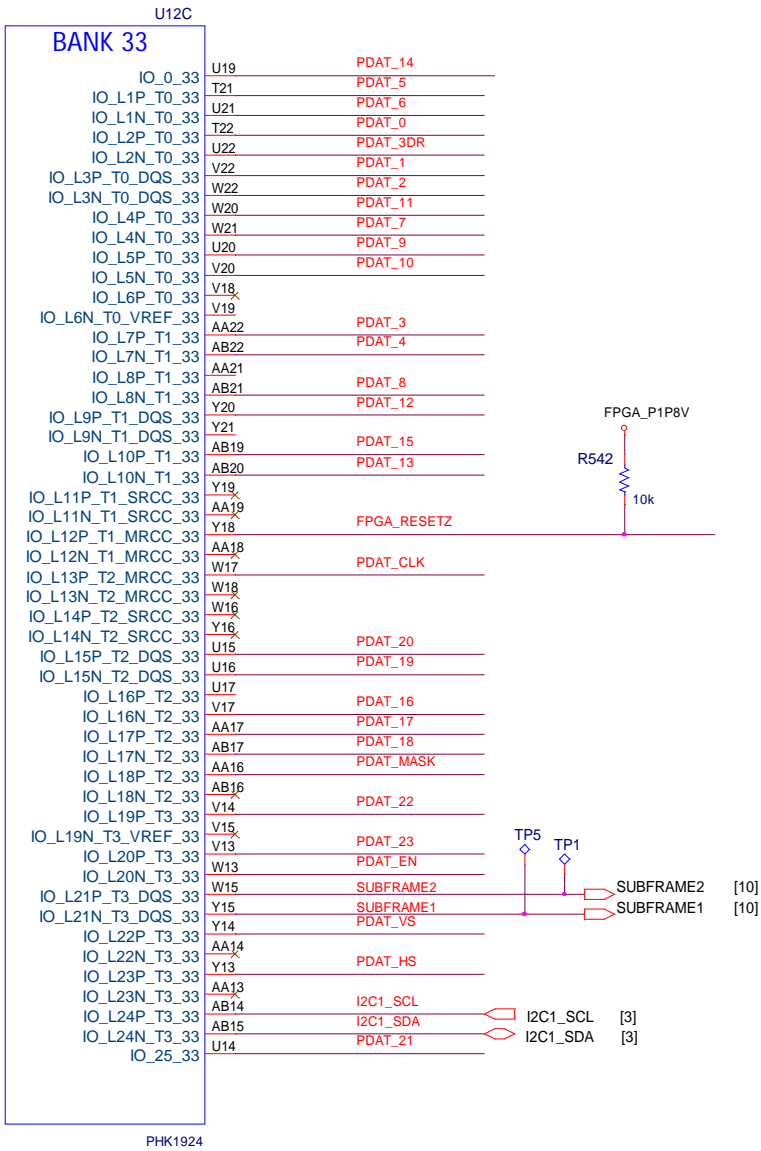 U12C
BANK 33
IO_0_33 U19 PDAT_14
IO_L1P_T0_33 T21 PDAT_5
IO_L1N_T0_33 U21 PDAT_6
IO_L2P_T0_33 T22 PDAT_0
IO_L2N_T0_33 U22 PDAT_3DR
IO_L3P_T0_DQS_33 V22 PDAT_1
IO_L3N_T0_DQS_33 W22 PDAT_2
IO_L4P_T0_33 W20 PDAT_11
IO_L4N_T0_33 W21 PDAT_7
IO_L5P_T0_33 U20 PDAT_9
IO_L5N_T0_33 V20 PDAT_10
IO_L6P_T0_33 V18
IO_L6N_T0_VREF_33 V19
IO_L7P_T1_33 AA22 PDAT_3
IO_L7N_T1_33 AB22 PDAT_4
IO_L8P_T1_33 AA21
IO_L8N_T1_33 AB21 PDAT_8
IO_L9P_T1_DQS_33 Y20 PDAT_12
IO_L9N_T1_DQS_33 Y21
FPGA_P1P8V
IO_L10P_T1_33 AB19 PDAT_15
IO_L10N_T1_33 AB20 PDAT_13
R542
IO_L11P_T1_SRCC_33 Y19
10k
IO_L11N_T1_SRCC_33 AA19
IO_L12P_T1_MRCC_33 Y18 FPGA_RESETZ
IO_L12N_T1_MRCC_33 AA18
IO_L13P_T2_MRCC_33 W17 PDAT_CLK
IO_L13N_T2_MRCC_33 W18
IO_L14P_T2_SRCC_33 W16
IO_L14N_T2_SRCC_33 Y16
IO_L15P_T2_DQS_33 U15 PDAT_20
IO_L15N_T2_DQS_33 U16 PDAT_19
IO_L16P_T2_33 U17
IO_L16N_T2_33 V17 PDAT_16
IO_L17P_T2_33 AA17 PDAT_17
IO_L17N_T2_33 AB17 PDAT_18
IO_L18P_T2_33 AA16 PDAT_MASK
IO_L18N_T2_33 AB16
IO_L19P_T3_33 V14 PDAT_22
IO_L19N_T3_VREF_33 V15
TP5 TP1
IO_L20P_T3_33 V13 PDAT_23
IO_L20N_T3_33 W13 PDAT_EN
IO_L21P_T3_DQS_33 W15 SUBFRAME2 SUBFRAME2 [10]
IO_L21N_T3_DQS_33 Y15 SUBFRAME1 SUBFRAME1 [10]
IO_L22P_T3_33 Y14 PDAT_VS
IO_L22N_T3_33 AA14
IO_L23P_T3_33 Y13 PDAT_HS
IO_L23N_T3_33 AA13
IO_L24P_T3_33 AB14 I2C1_SCL I2C1_SCL [3]
IO_L24N_T3_33 AB15 I2C1_SDA I2C1_SDA [3]
IO_25_33 U14 PDAT_21
PHK1924